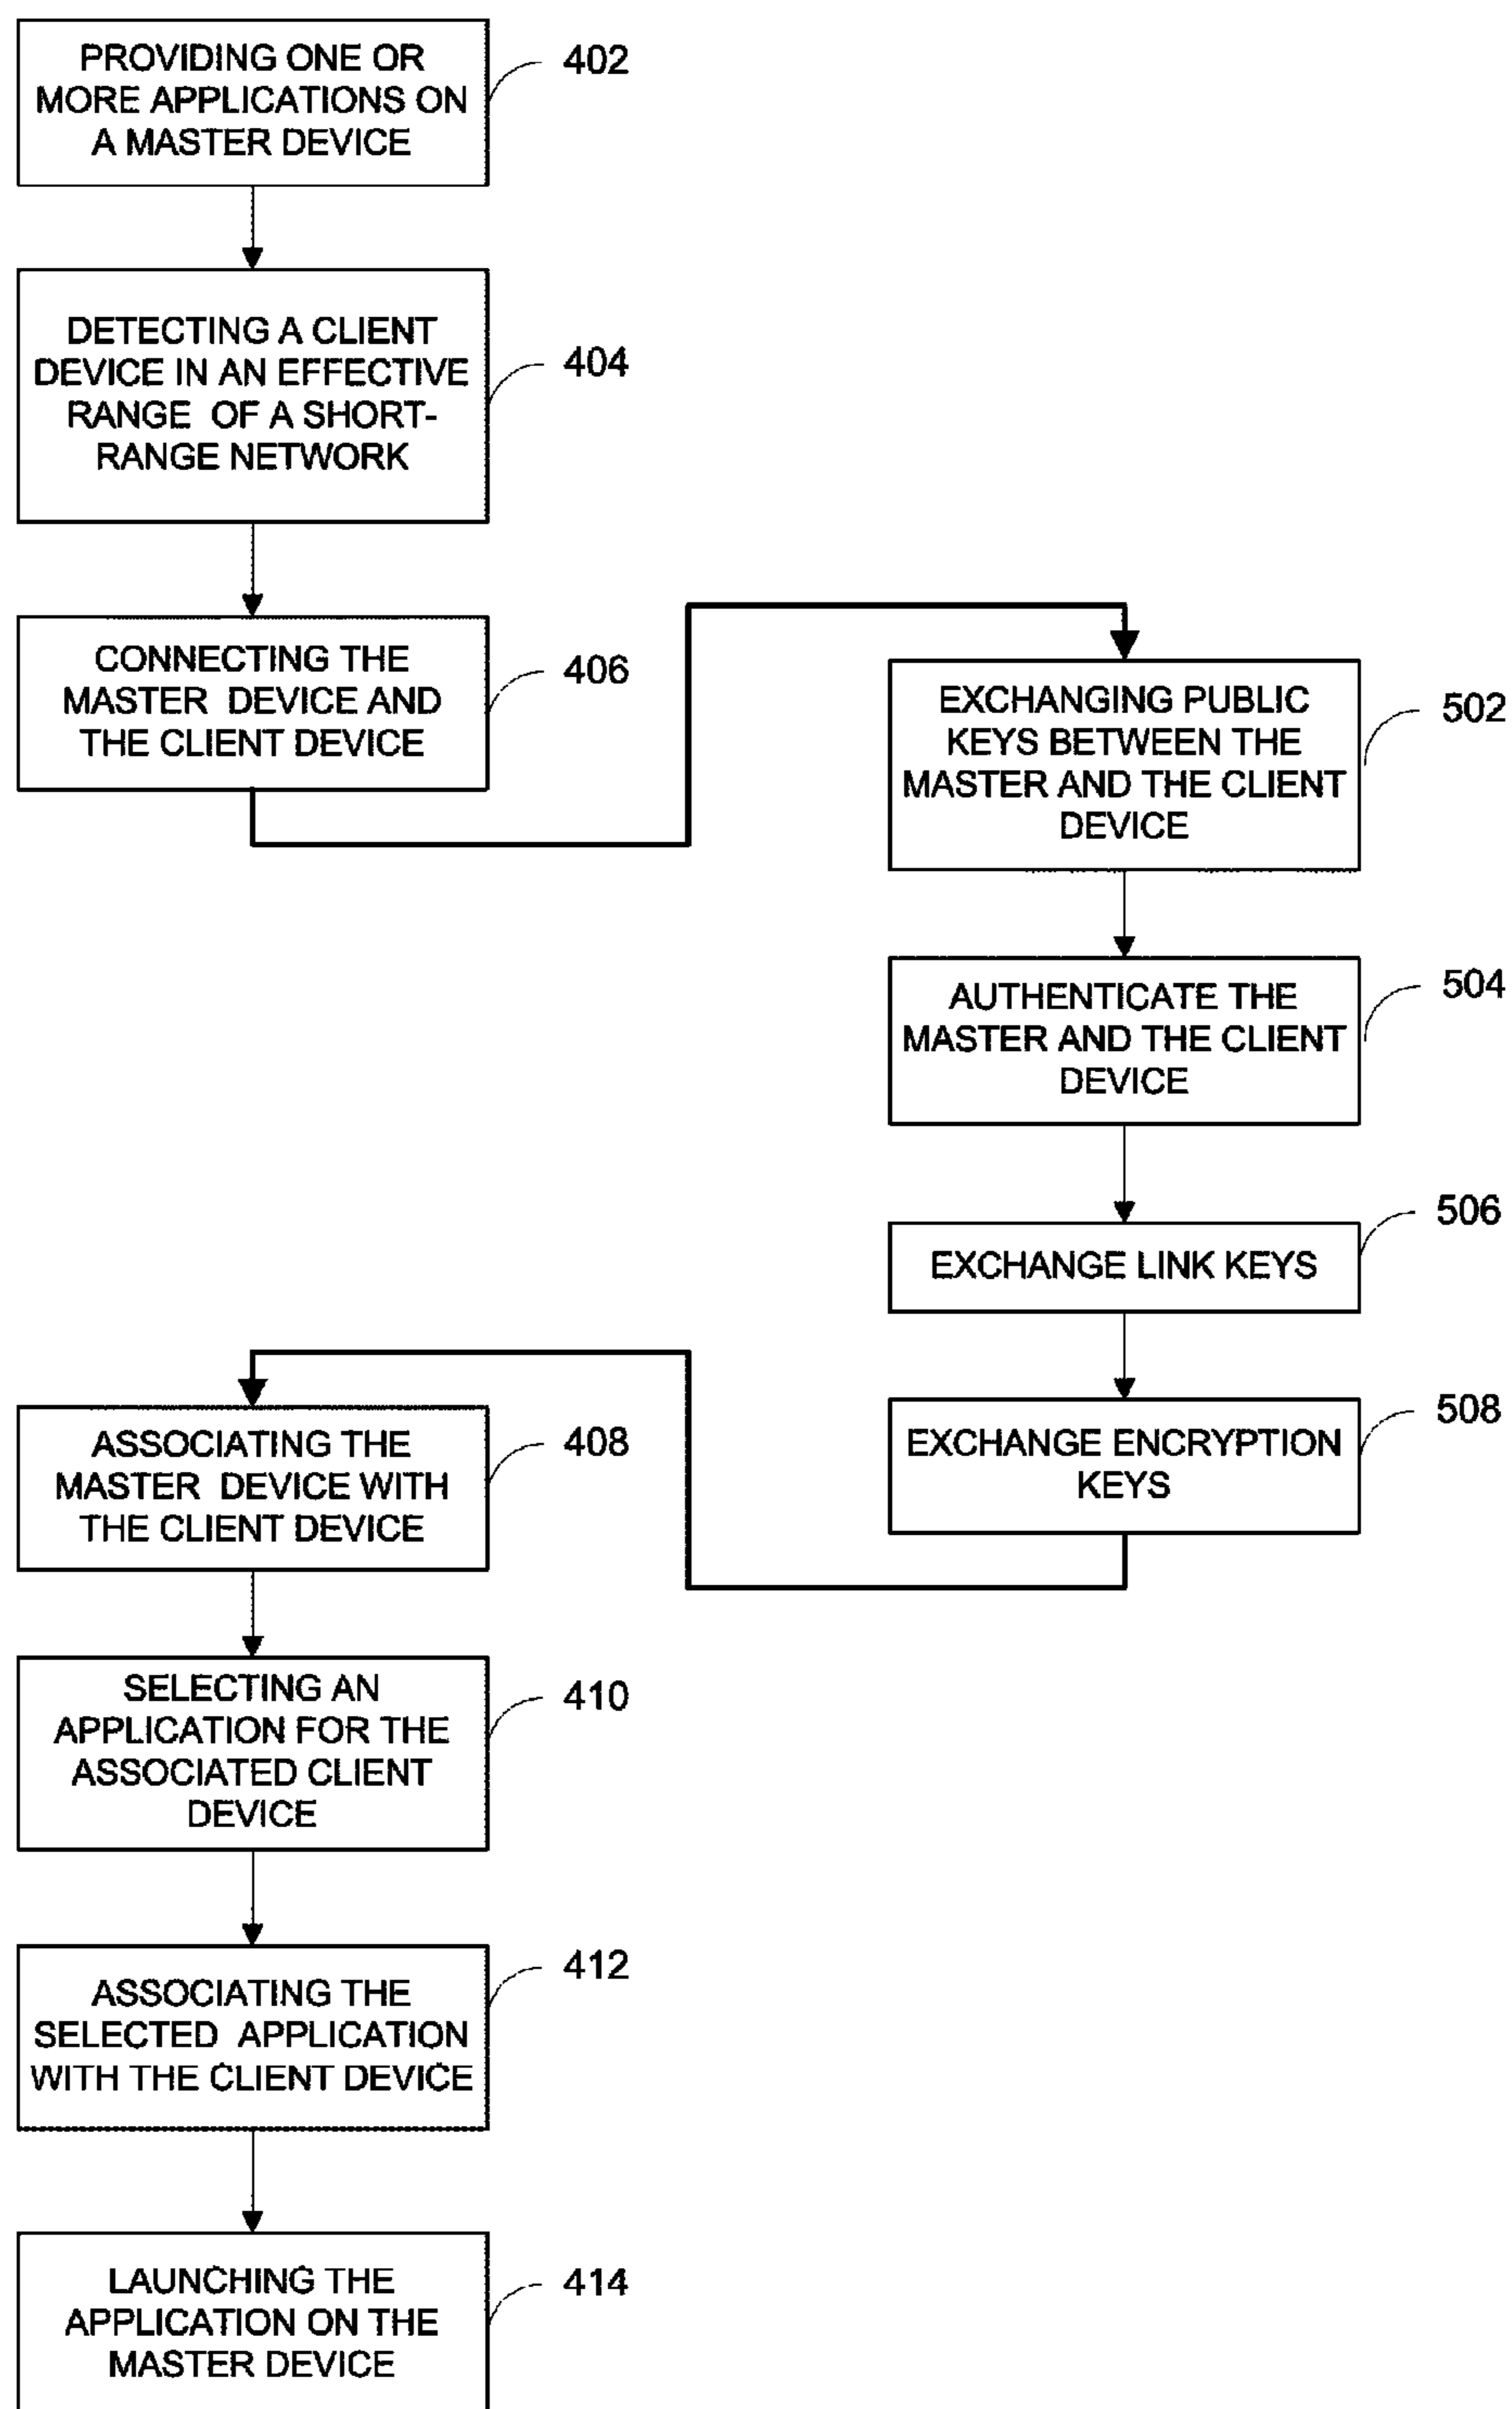 PROVIDING ONE OR
MORE APPLICATIONS ON
A MASTER DEVICE
402
DETECTING A CLIENT
DEVICE IN AN EFFECTIVE
RANGE OF A SHORT-
RANGE NETWORK
404
CONNECTING THE
MASTER DEVICE AND
THE CLIENT DEVICE
406
EXCHANGING PUBLIC
KEYS BETWEEN THE
MASTER AND THE CLIENT
DEVICE
502
AUTHENTICATE THE
MASTER AND THE CLIENT
DEVICE
504
EXCHANGE LINK KEYS
506
EXCHANGE ENCRYPTION
KEYS
508
ASSOCIATING THE
MASTER DEVICE WITH
THE CLIENT DEVICE
408
SELECTING AN
APPLICATION FOR THE
ASSOCIATED CLIENT
DEVICE
410
ASSOCIATING THE
SELECTED APPLICATION
WITH THE CLIENT DEVICE
412
LAUNCHING THE
APPLICATION ON THE
MASTER DEVICE
414